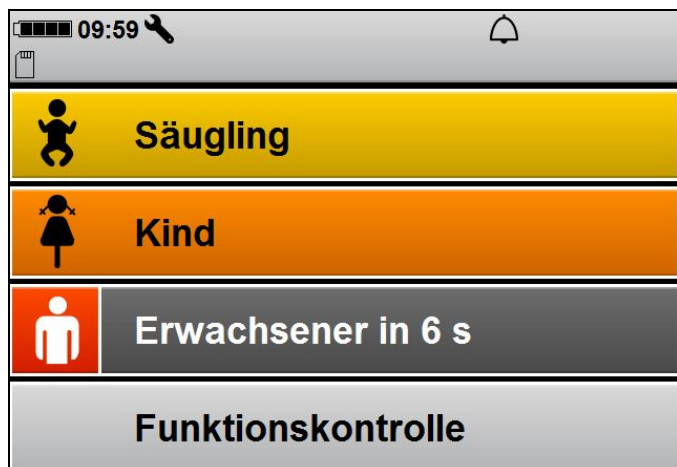 09:59
Säugling
Kind
Erwachsener in 6 s
Funktionskontrolle